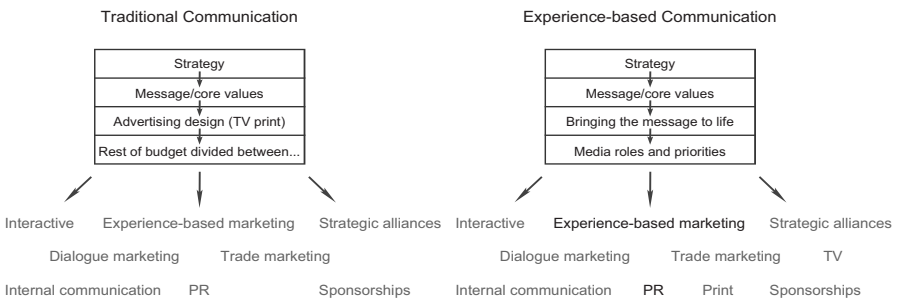 Traditional Communication
Strategy
Message/core values
Advertising design (TV print)
Rest of budget divided between...
Interactive Experience-based marketing Strategic alliances
Dialogue marketing Trade marketing
Internal communication PR Sponsorships
Experience-based Communication
Strategy
Message/core values
Bringing the message to life
Media roles and priorities
Interactive Experience-based marketing Strategic alliances
Dialogue marketing Trade marketing TV
Internal communication PR Print Sponsorships